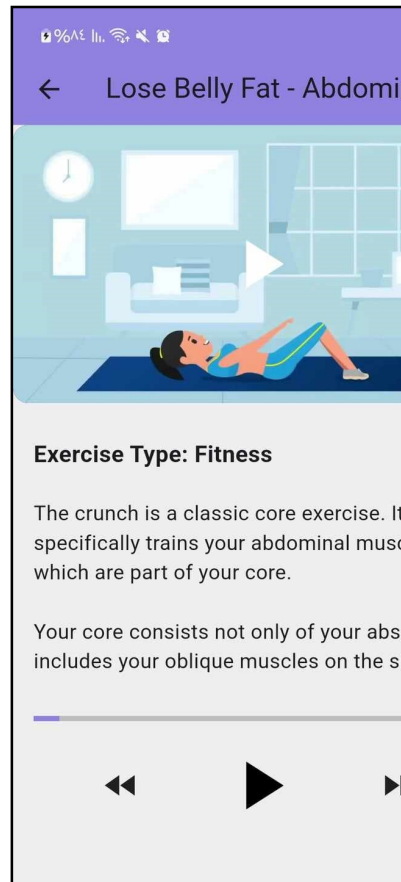 %٨٤
Lose Belly Fat - Abdomi
Exercise Type: Fitness
The crunch is a classic core exercise. It
specifically trains your abdominal musc
which are part of your core.
Your core consists not only of your abs
includes your oblique muscles on the s